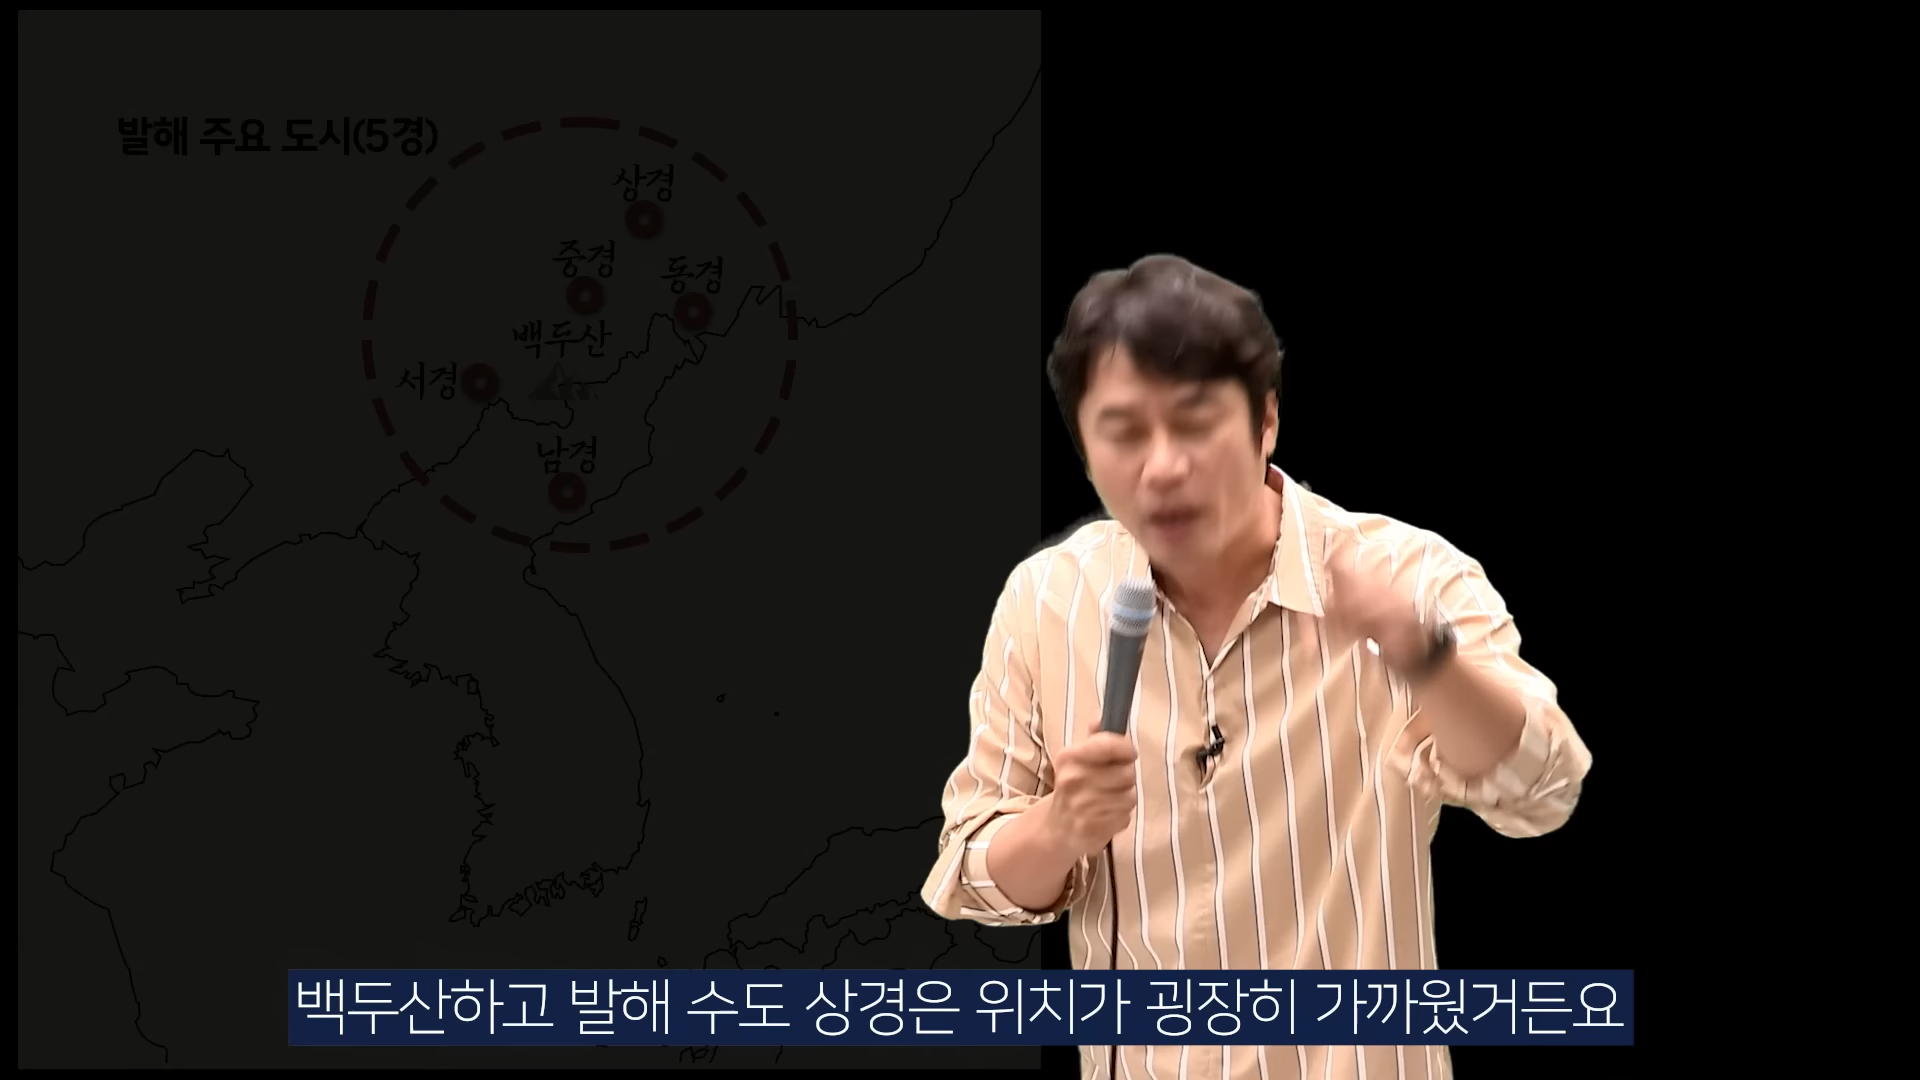 발해 주요 도시(5경)
상경
중경
동경
백두산
서경
남경
백두산하고 발해 수도 상경은 위치가 굉장히 가까웠거든요